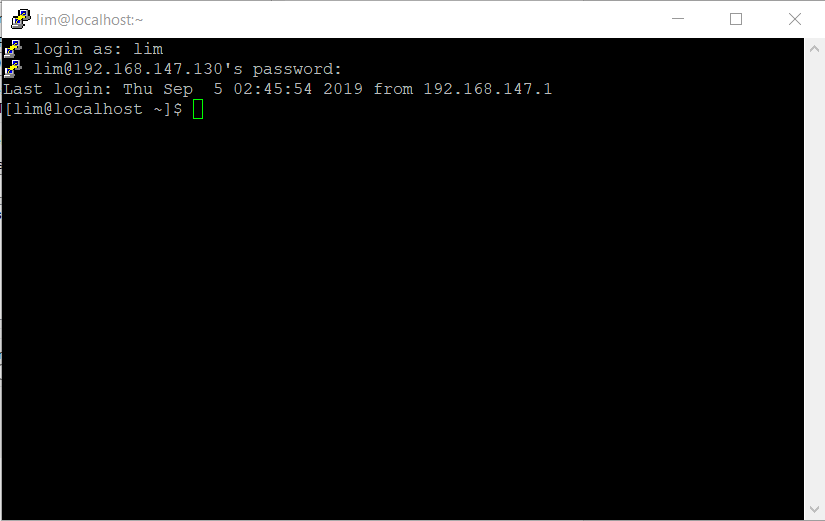 lim@localhost:~
login as: lim
lim@192.168.147.130's password:
Last login: Thu Sep  5 02:45:54 2019 from 192.168.147.1
[lim@localhost ~]$